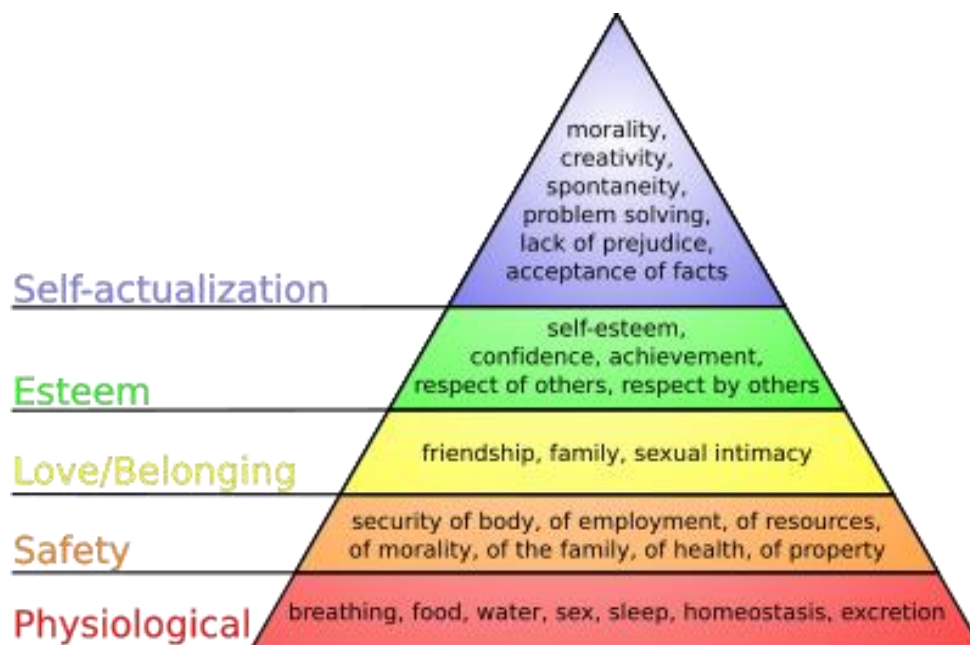 morality,
creativity,
spontaneity,
problem solving,
lack of prejudice,
acceptance of facts
Self-actualization
self-esteem,
confidence, achievement,
respect of others, respect by others
Esteem
friendship, family, sexual intimacy
Love/Belonging
security of body, of employment, of resources,
of morality, of the family, of health, of property
Safety
breathing, food, water, sex, sleep, homeostasis, excretion
Physiological